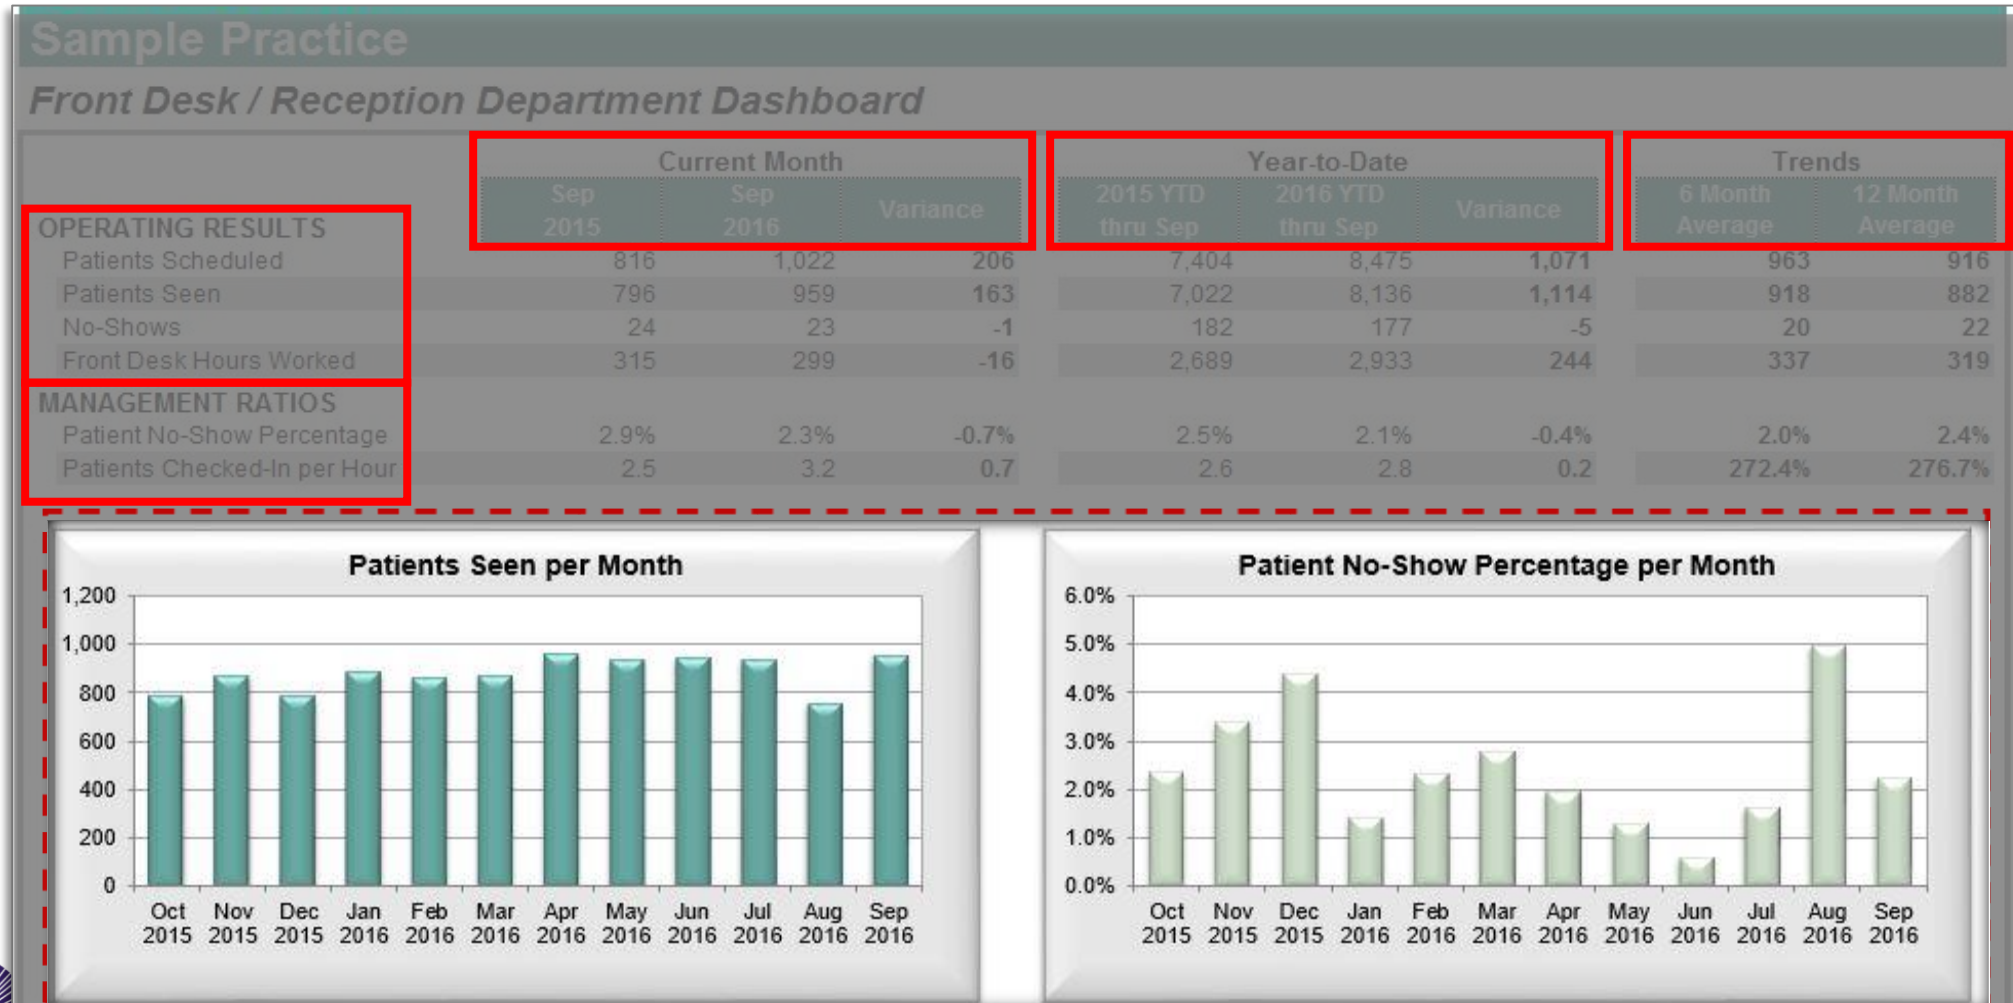 Sample Practice
Front Desk / Reception Department Dashboard
Current Month Year-to-Date Trends
Sep 2015 Sep 2016 Variance 2015 YTD thru Sep 2016 YTD thru Sep Variance 6 Month Average 12 Month Average
OPERATING RESULTS
Patients Scheduled 816 1,022 206 7,404 8,475 1,071 963 916
Patients Seen 796 959 163 7,022 8,136 1,114 918 882
No-Shows 24 23 -1 182 177 -5 20 22
Front Desk Hours Worked 315 299 -16 2,689 2,933 244 337 319
MANAGEMENT RATIOS
Patient No-Show Percentage 2.9% 2.3% -0.7% 2.5% 2.1% -0.4% 2.0% 2.4%
Patients Checked-In per Hour 2.5 3.2 0.7 2.6 2.8 0.2 272.4% 276.7%
Patients Seen per Month
1,200
1,000
800
600
400
200
0
Oct Nov Dec Jan Feb Mar Apr May Jun Jul Aug Sep
2015 2015 2015 2016 2016 2016 2016 2016 2016 2016 2016 2016
Patient No-Show Percentage per Month
6.0%
5.0%
4.0%
3.0%
2.0%
1.0%
0.0%
Oct Nov Dec Jan Feb Mar Apr May Jun Jul Aug Sep
2015 2015 2015 2016 2016 2016 2016 2016 2016 2016 2016 2016